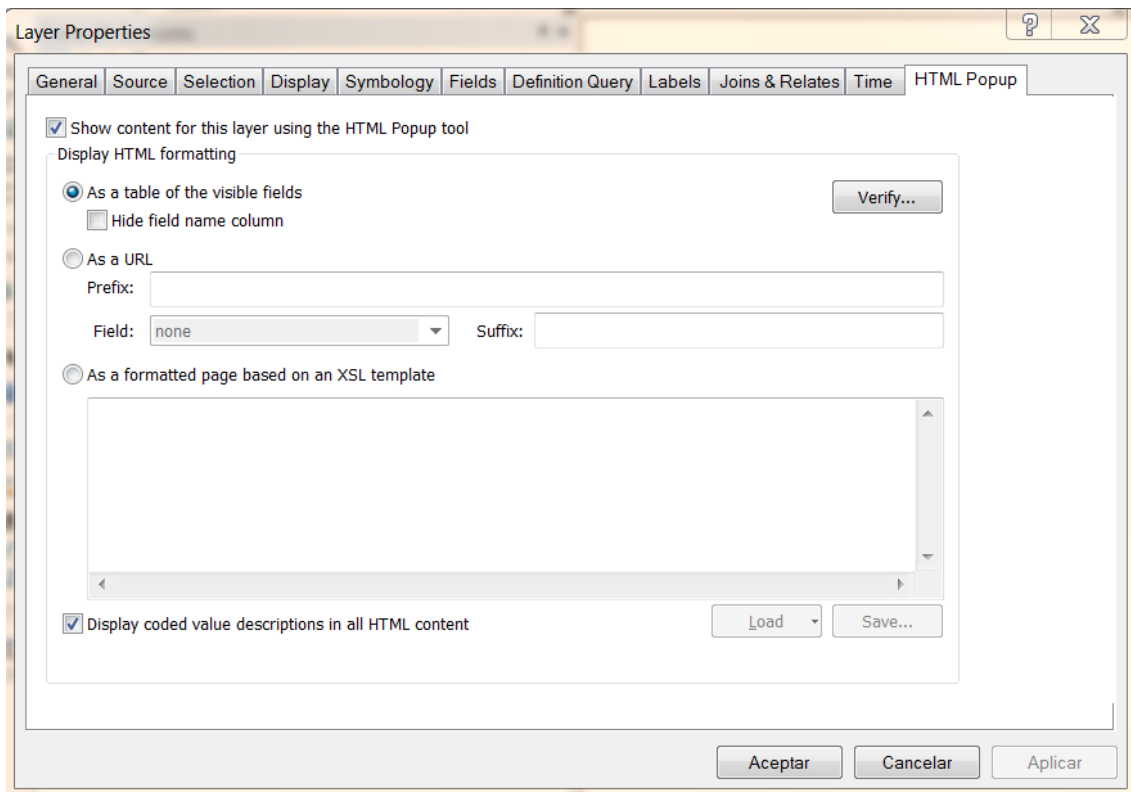 Layer Properties
General Source Selection Display Symbology Fields Definition Query Labels Joins & Relates Time HTML Popup
Show content for this layer using the HTML Popup tool
Display HTML formatting
As a table of the visible fields
Verify...
Hide field name column
As a URL
Prefix:
Field: none Suffix:
As a formatted page based on an XSL template
Display coded value descriptions in all HTML content
Load Save...
Aceptar Cancelar Aplicar